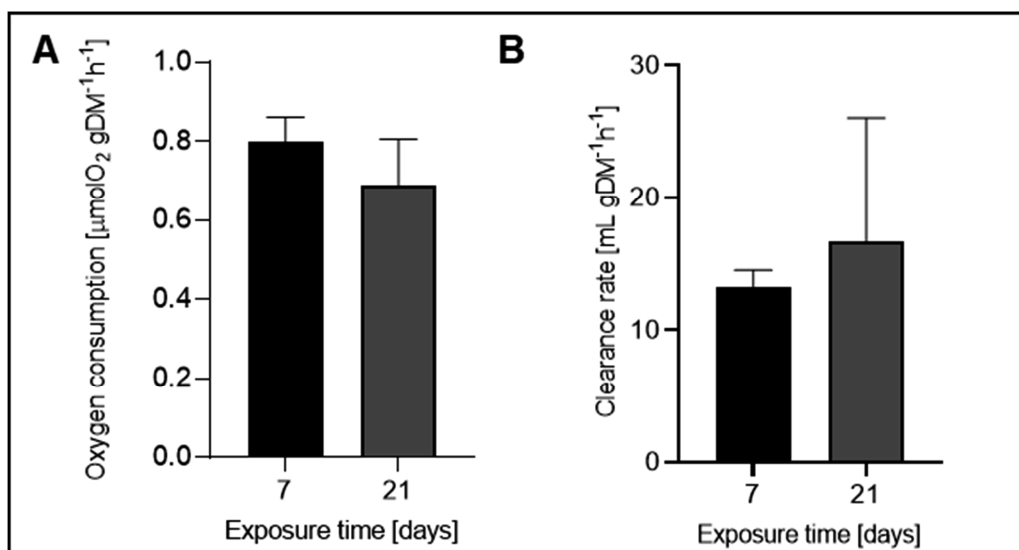 A
Oxygen consumption [µmolO₂ gDM⁻¹h⁻¹]
1.0
0.8
0.6
0.4
0.2
0.0
7 21
Exposure time [days]
B
Clearance rate [mL gDM⁻¹h⁻¹]
30
20
10
0
7 21
Exposure time [days]